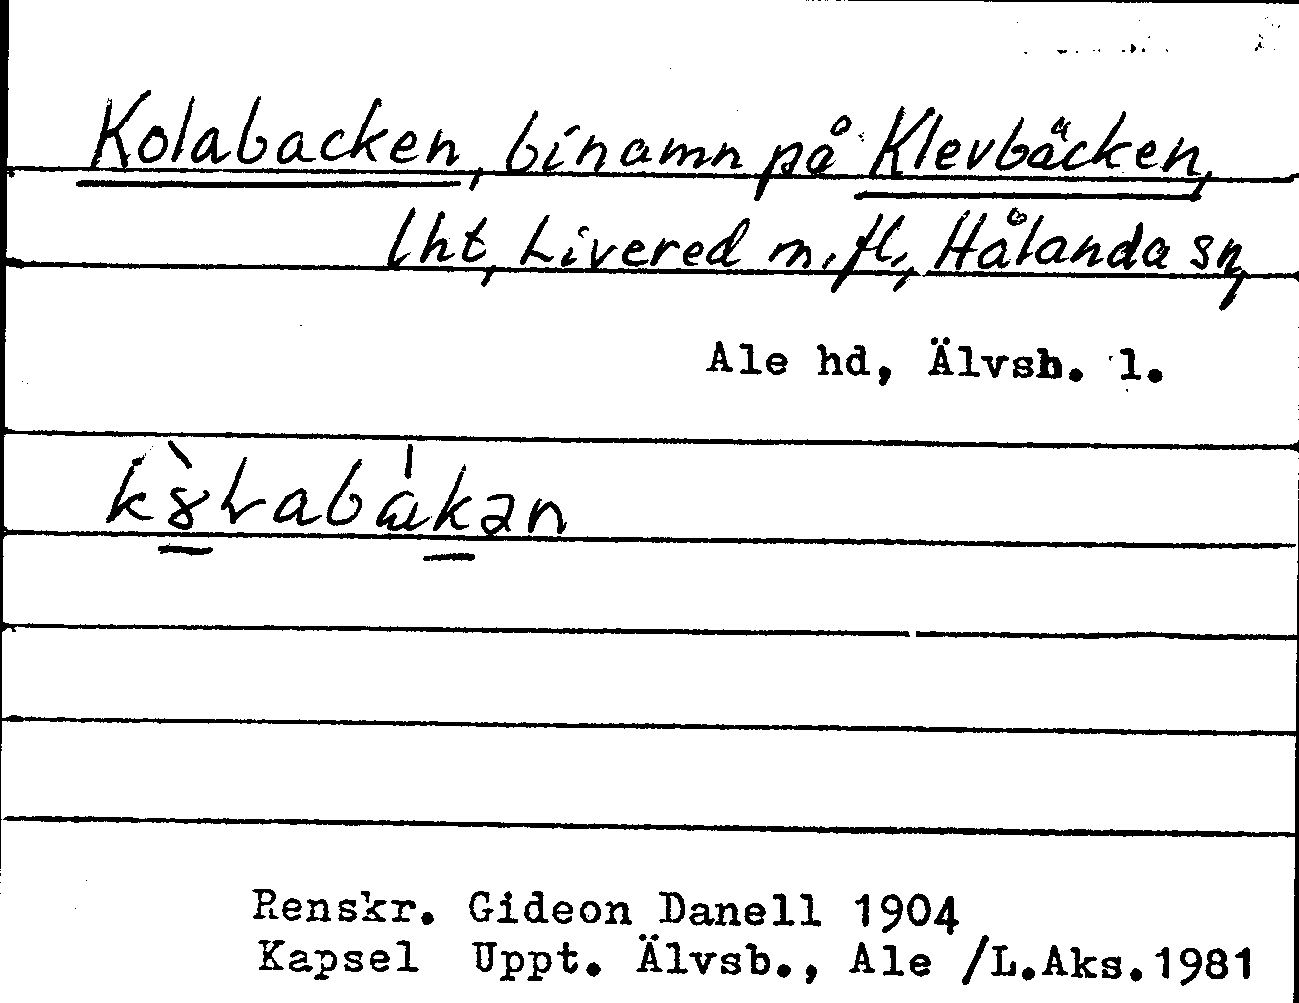 Kolabacken, binamn på Klevbäcken,
lht, Livered m.fl., Hålanda sn,
Ale hd, Älvsb. l.
Renskr. Gideon Danell 1904
Kapsel Uppt. Älvsb., Ale /L.Aks.1981